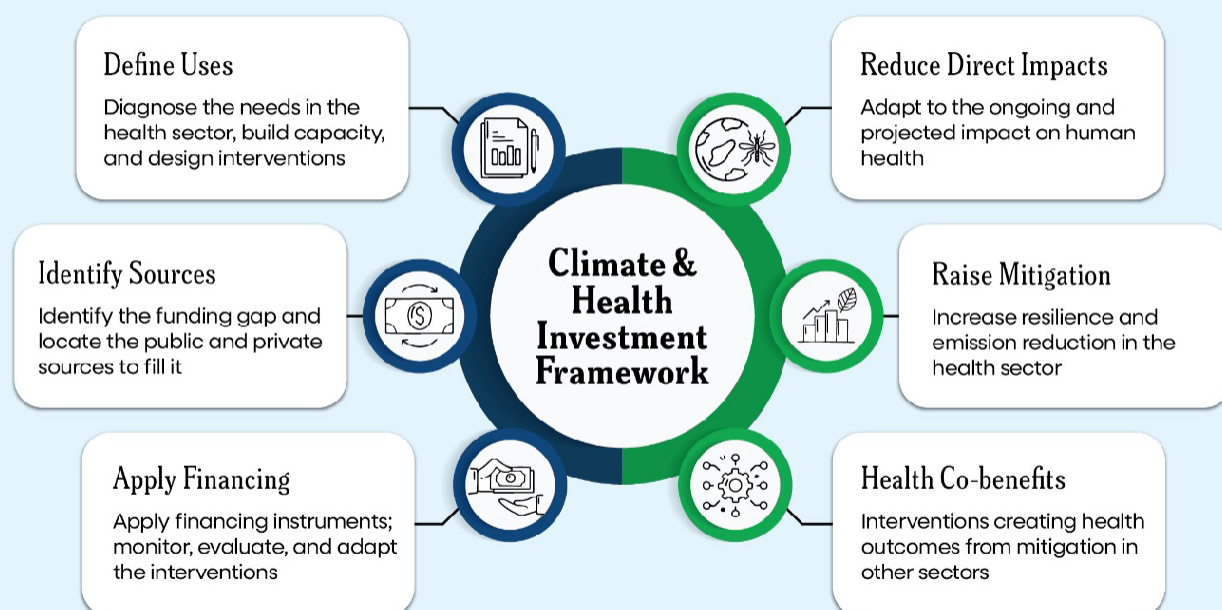 Define Uses
Diagnose the needs in the
health sector, build capacity,
and design interventions
Identify Sources
Identify the funding gap and
locate the public and private
sources to fill it
Apply Financing
Apply financing instruments;
monitor, evaluate, and adapt
the interventions
Climate &
Health
Investment
Framework
Reduce Direct Impacts
Adapt to the ongoing and
projected impact on human
health
Raise Mitigation
Increase resilience and
emission reduction in the
health sector
Health Co-benefits
Interventions creating health
outcomes from mitigation in
other sectors